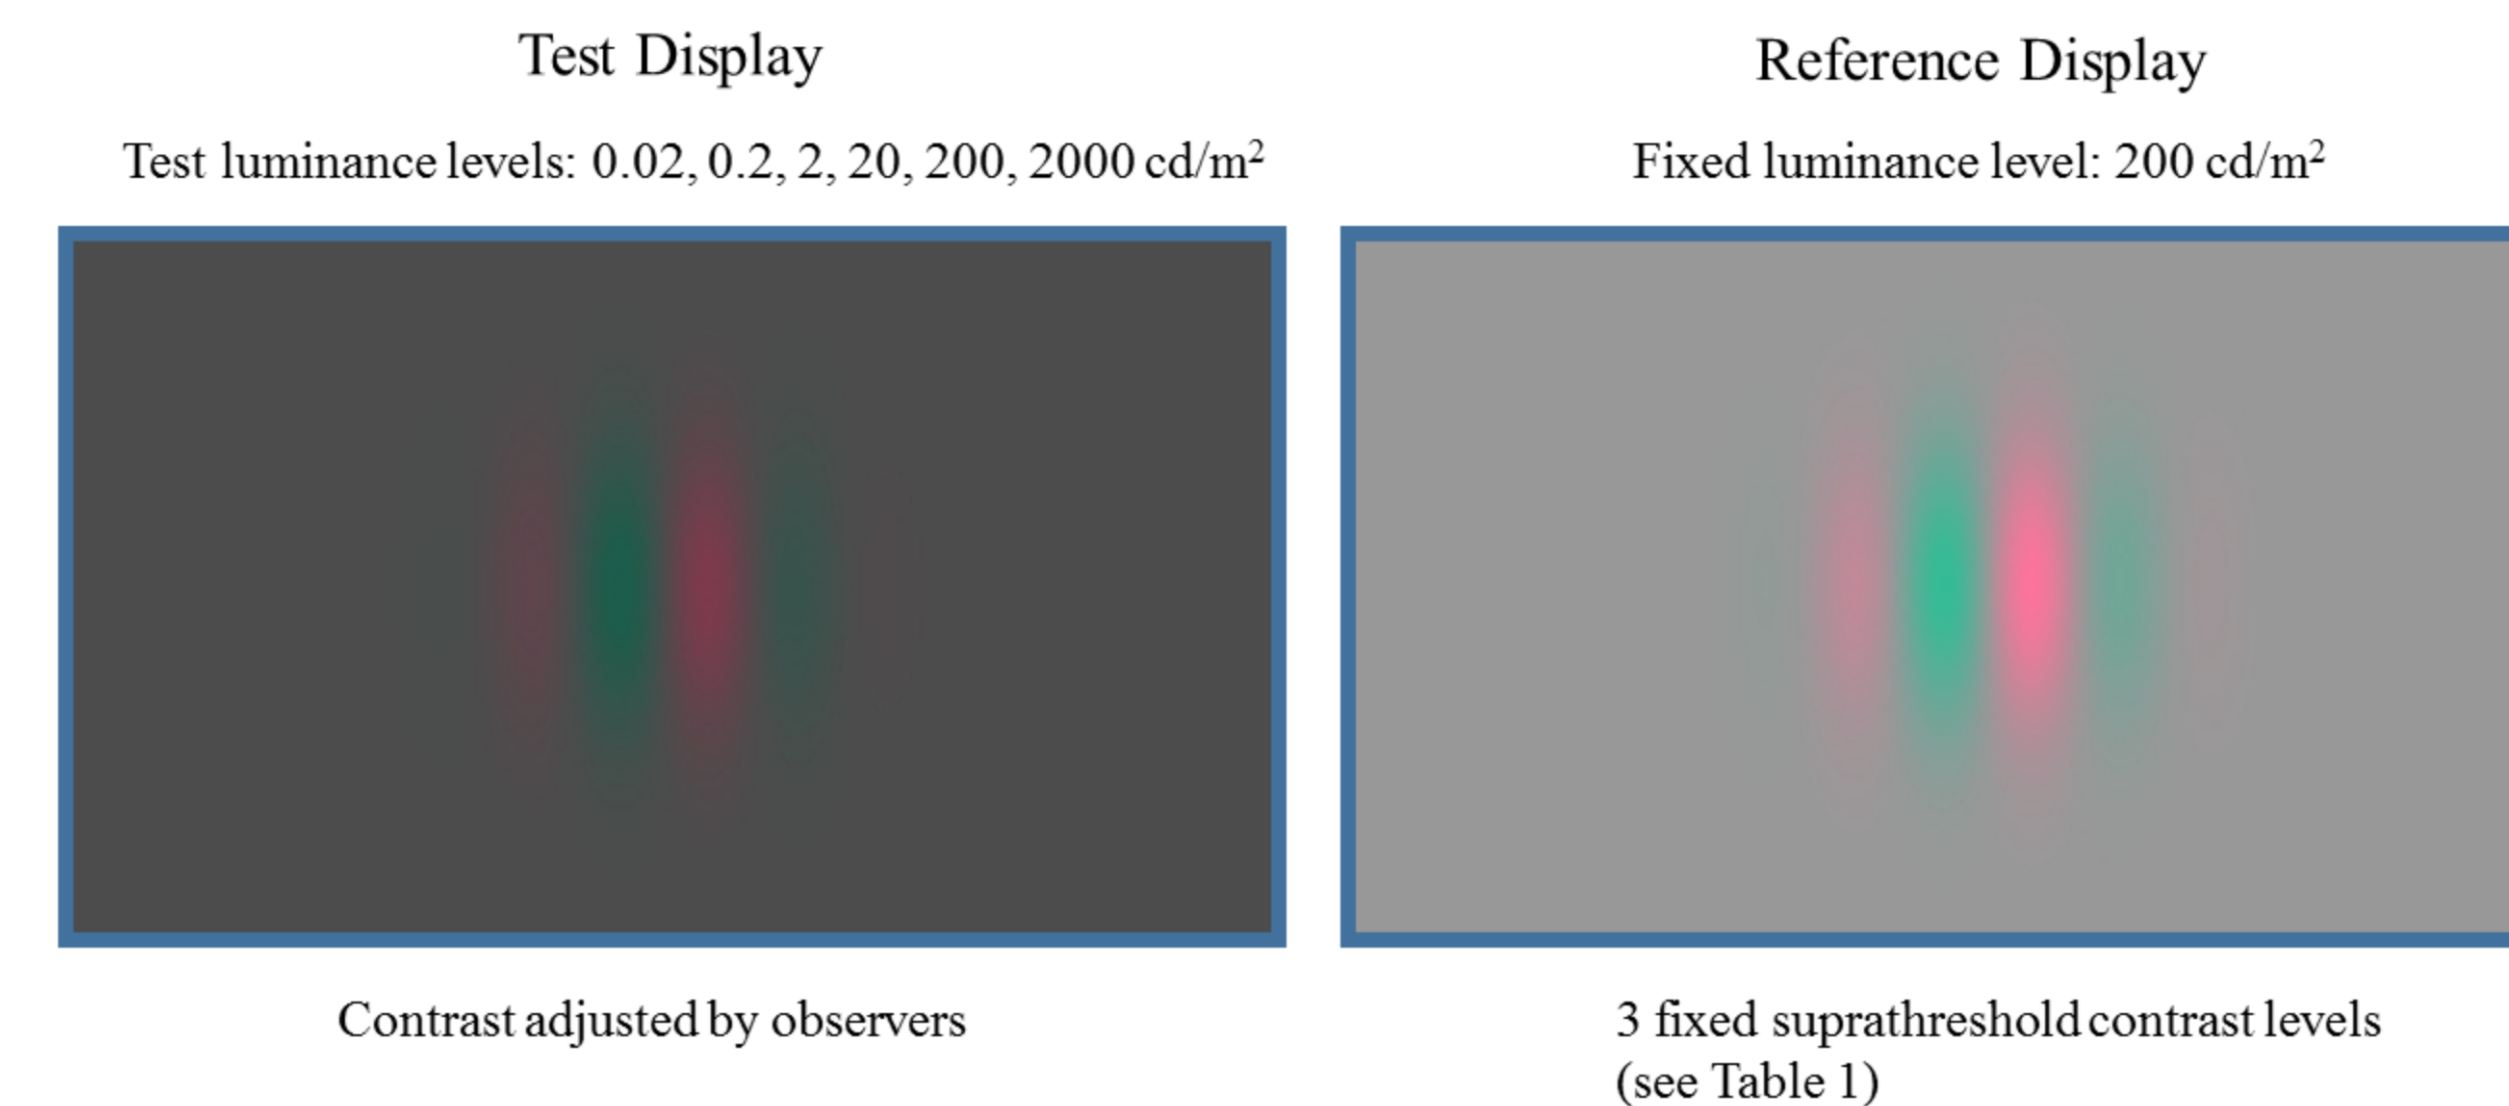 Test Display
Test luminance levels: 0.02, 0.2, 2, 20, 200, 2000 cd/m²
Contrast adjusted by observers
Reference Display
Fixed luminance level: 200 cd/m²
3 fixed suprathreshold contrast levels
(see Table 1)